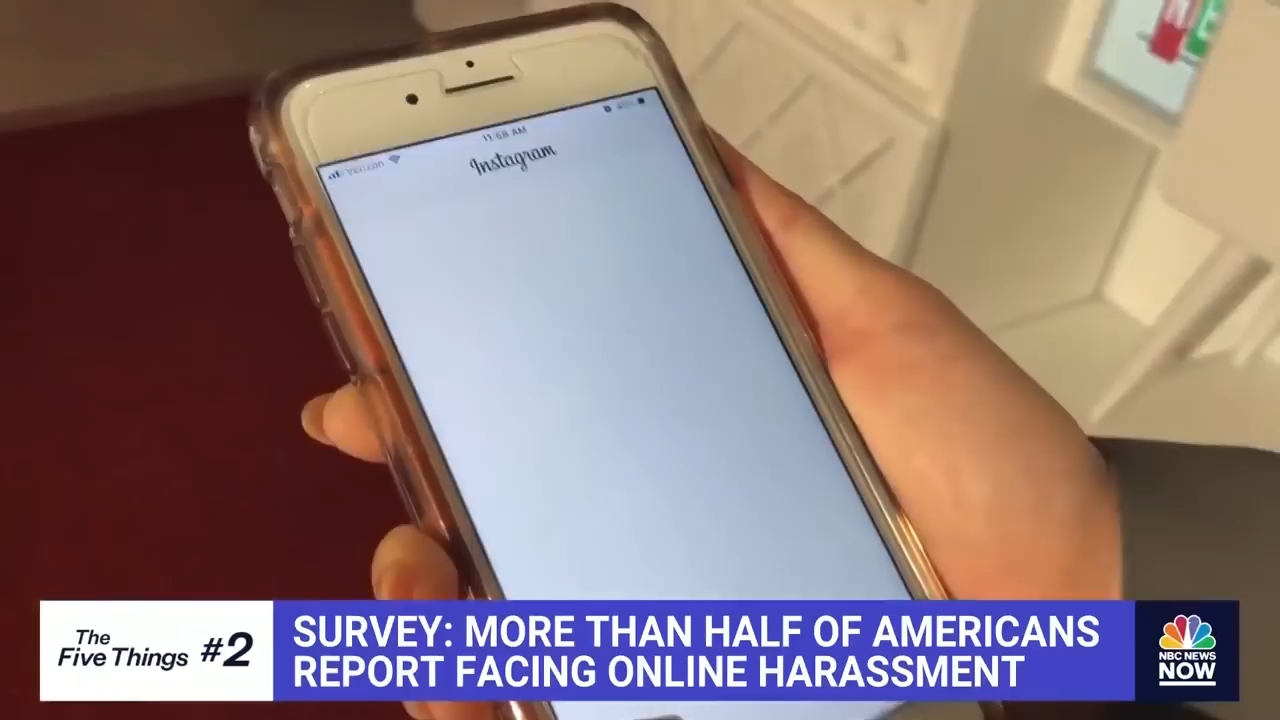 11:58 AM
Verizon
Instagram
The
Five Things #2
SURVEY: MORE THAN HALF OF AMERICANS
REPORT FACING ONLINE HARASSMENT
NBC NEWS
NOW